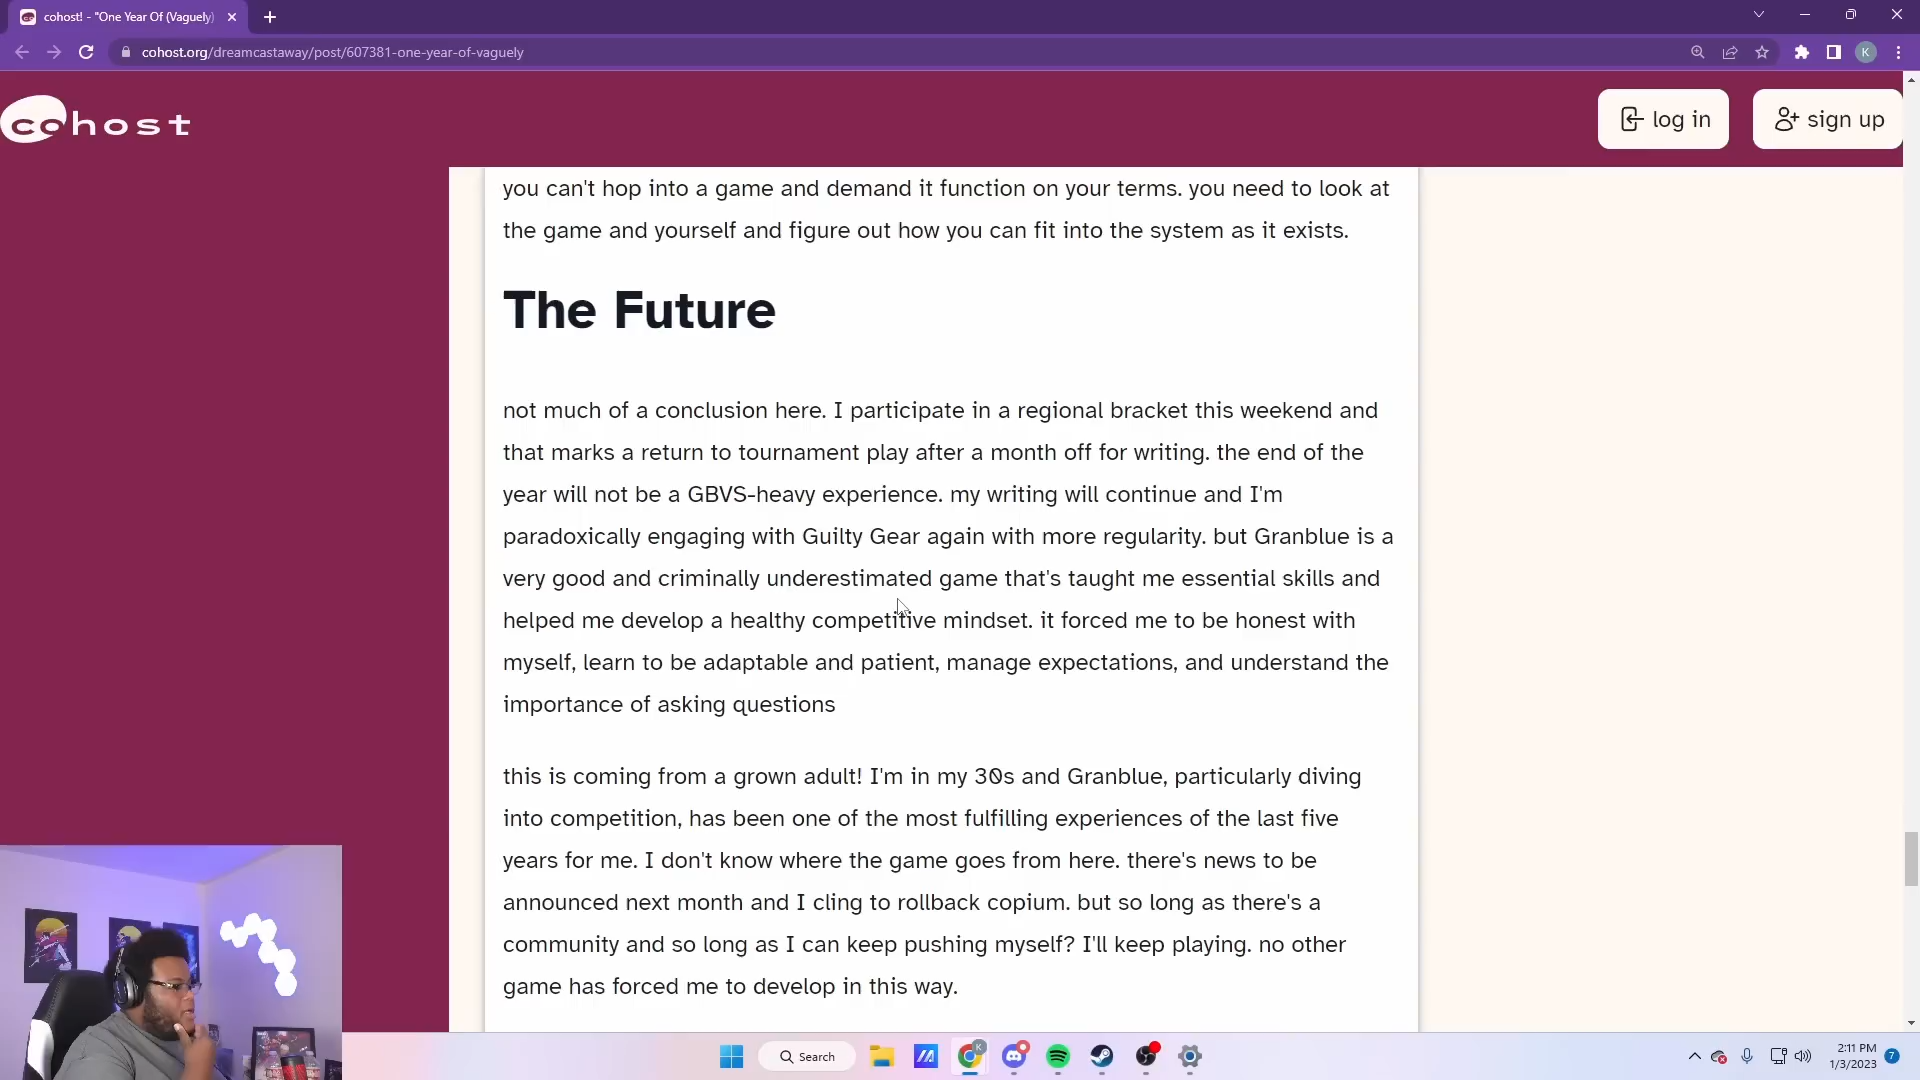 cohost! - "One Year Of (Vaguely)
cohost.org/dreamcastaway/post/607381-one-year-of-vaguely
K
cohost
log in
sign up
you can't hop into a game and demand it function on your terms. you need to look at
the game and yourself and figure out how you can fit into the system as it exists.
The Future
not much of a conclusion here. I participate in a regional bracket this weekend and
that marks a return to tournament play after a month off for writing. the end of the
year will not be a GBVS-heavy experience. my writing will continue and I'm
paradoxically engaging with Guilty Gear again with more regularity. but Granblue is a
very good and criminally underestimated game that's taught me essential skills and
helped me develop a healthy competitive mindset. it forced me to be honest with
myself, learn to be adaptable and patient, manage expectations, and understand the
importance of asking questions
this is coming from a grown adult! I'm in my 30s and Granblue, particularly diving
into competition, has been one of the most fulfilling experiences of the last five
years for me. I don't know where the game goes from here. there's news to be
announced next month and I cling to rollback copium. but so long as there's a
community and so long as I can keep pushing myself? I'll keep playing. no other
game has forced me to develop in this way.
Search
K
2:11 PM
1/3/2023
7